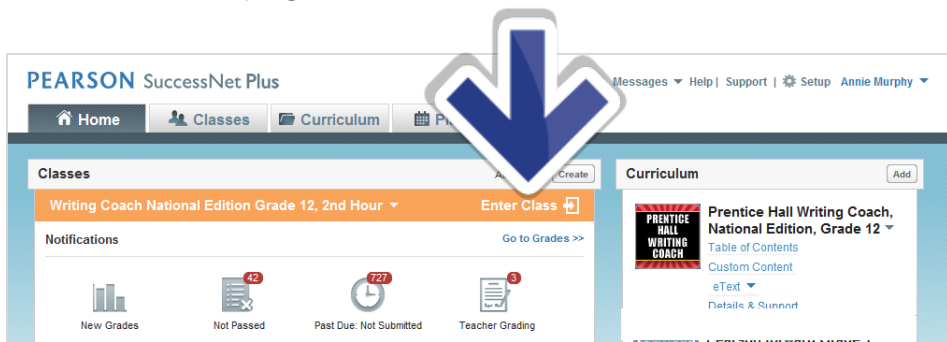 PEARSON SuccessNet Plus
Messages Help | Support | Setup Annie Murphy
Home Classes Curriculum
Classes Create
Writing Coach National Edition Grade 12, 2nd Hour Enter Class
Notifications Go to Grades >>
42 727 3
New Grades Not Passed Past Due: Not Submitted Teacher Grading
Curriculum Add
PRENTICE
HALL
WRITING
COACH
Prentice Hall Writing Coach,
National Edition, Grade 12
Table of Contents
Custom Content
eText
Details & Support